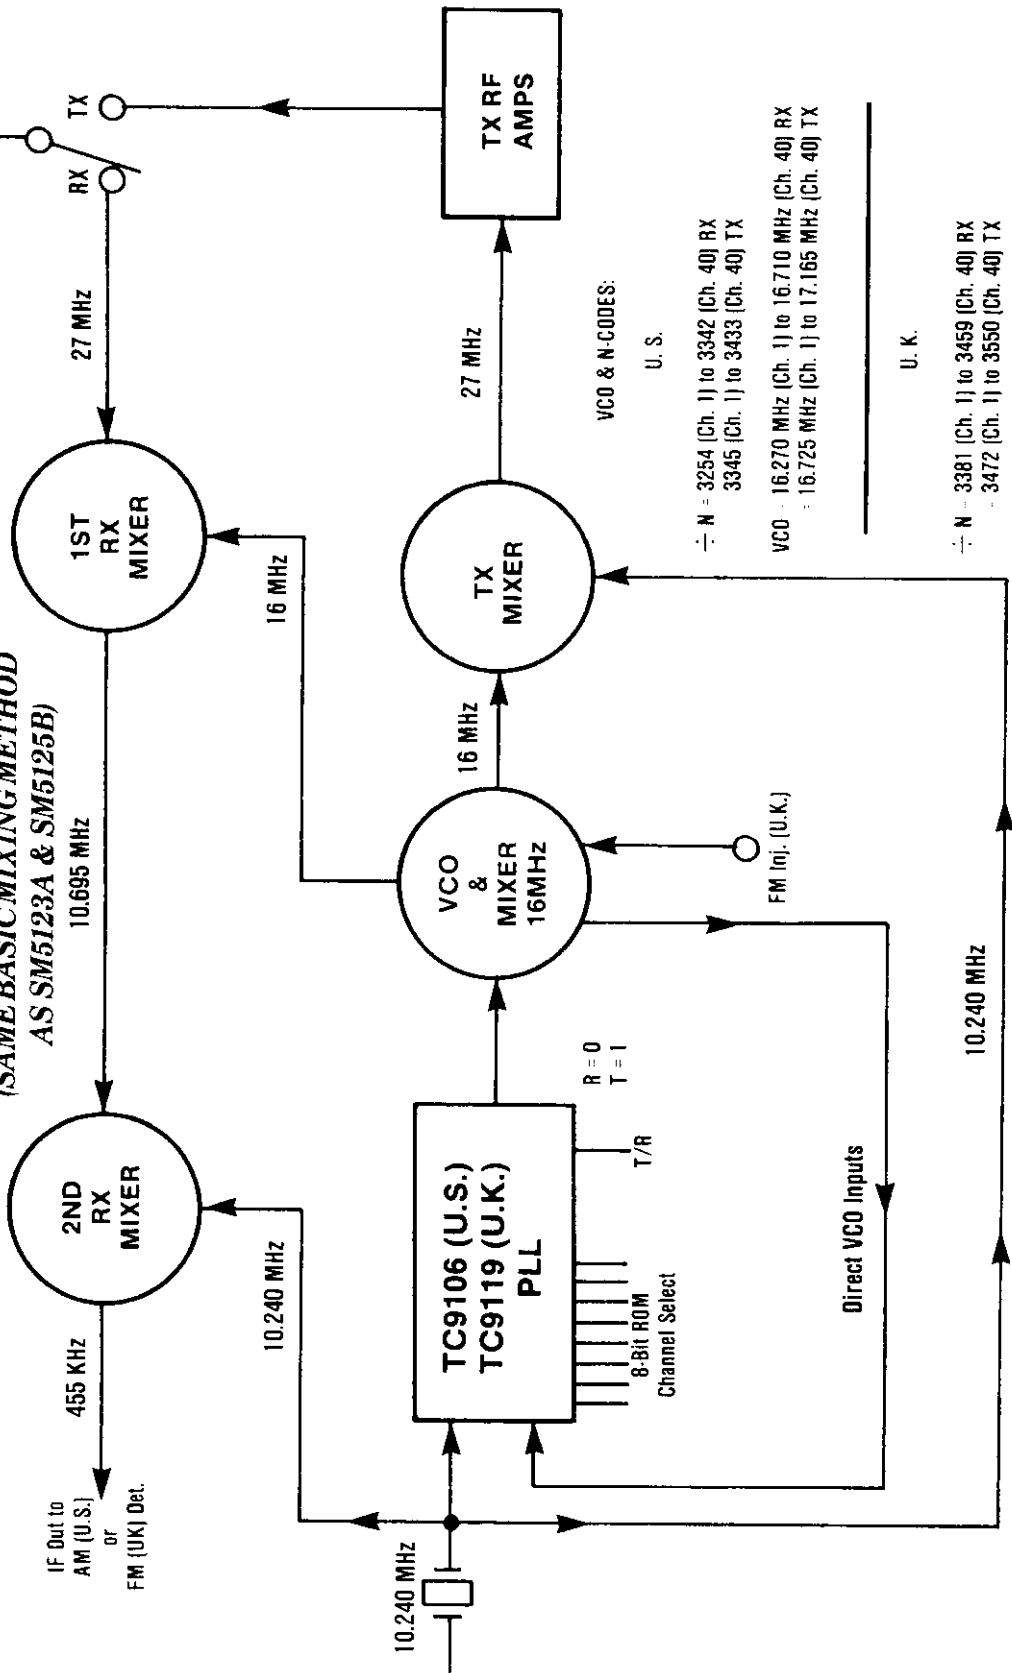 (SAME BASIC MIXING METHOD
AS SM5123A & SM5125B)
IF Out to
AM (U.S.)
or
FM (UK) Det.
455 KHz
2ND
RX
MIXER
10.695 MHz
1ST
RX
MIXER
27 MHz
RX
TX
10.240 MHz
16 MHz
10.240 MHz
TC9106 (U.S.)
TC9119 (U.K.)
PLL
8-Bit ROM
Channel Select
T/R
R = 0
T = 1
VCO
&
MIXER
16MHz
16 MHz
TX
MIXER
27 MHz
TX RF
AMPS
FM Inj. (U.K.)
Direct VCO Inputs
10.240 MHz
VCO & N-CODES:
U. S.
÷ N = 3254 (Ch. 1) to 3342 (Ch. 40) RX
3345 (Ch. 1) to 3433 (Ch. 40) TX
VCO - 16.270 MHz (Ch. 1) to 16.710 MHz (Ch. 40) RX
= 16.725 MHz (Ch. 1) to 17.165 MHz (Ch. 40) TX
U. K.
÷ N - 3381 (Ch. 1) to 3459 (Ch. 40) RX
- 3472 (Ch. 1) to 3550 (Ch. 40) TX